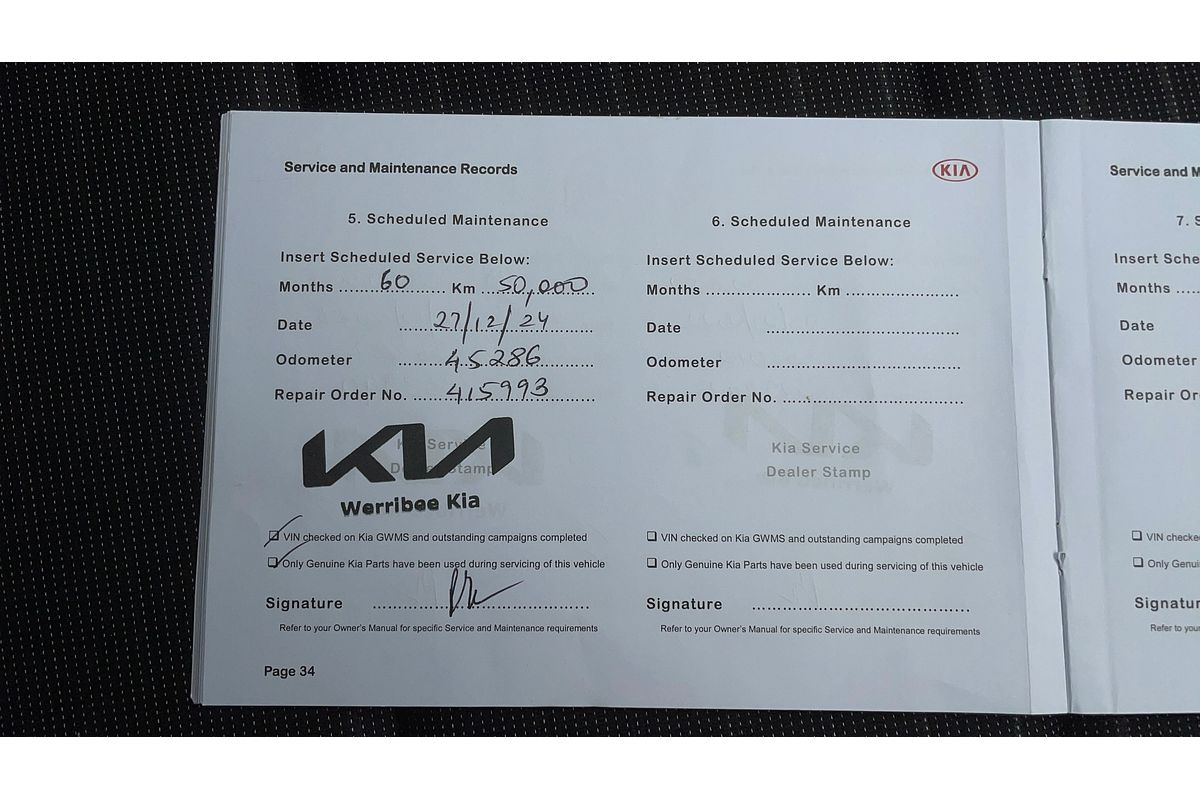 Service and Maintenance Records
KIA
5. Scheduled Maintenance
Insert Scheduled Service Below:
Months ........60....... Km ...50,000...
Date ......27/12/24......
Odometer ......45286......
Repair Order No. ......415993......
Kia Service
Dealer Stamp
KIA
Werribee Kia
VIN checked on Kia GWMS and outstanding campaigns completed
Only Genuine Kia Parts have been used during servicing of this vehicle
Signature ......................................
Refer to your Owner's Manual for specific Service and Maintenance requirements
Page 34
6. Scheduled Maintenance
Insert Scheduled Service Below:
Months ..................... Km .......................
Date .......................................
Odometer .......................................
Repair Order No. .....................................
Kia Service
Dealer Stamp
VIN checked on Kia GWMS and outstanding campaigns completed
Only Genuine Kia Parts have been used during servicing of this vehicle
Signature ............................................
Refer to your Owner's Manual for specific Service and Maintenance requirements
Service and M
7. S
Insert Sche
Months .....
Date
Odometer
Repair Or
VIN checke
Only Genui
Signatur
Refer to you